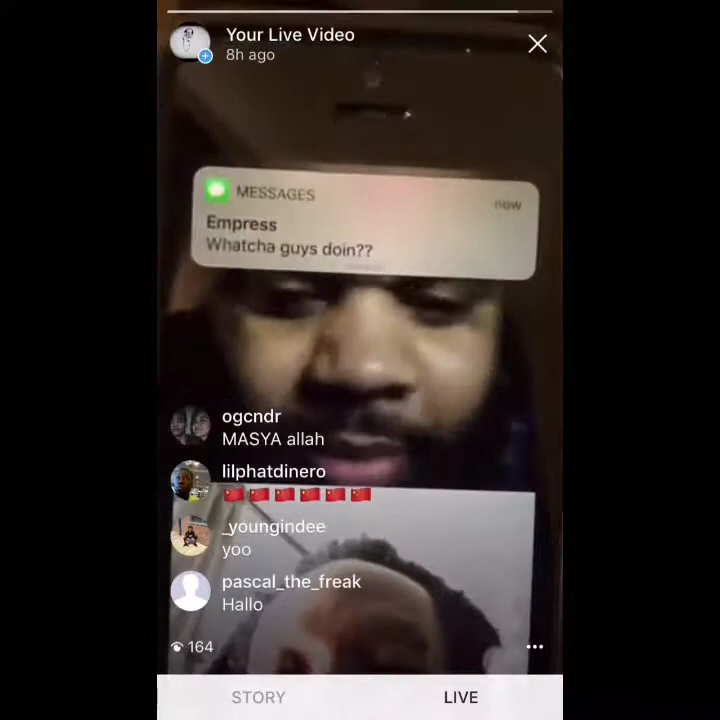 Your Live Video
8h ago
MESSAGES
now
Empress
Whatcha guys doin??
ogcndr
MASYA allah
lilphatdinero
🇨🇳🇨🇳🇨🇳🇨🇳🇨🇳🇨🇳
_youngindee
yoo
pascal_the_freak
Hallo
164
STORY
LIVE